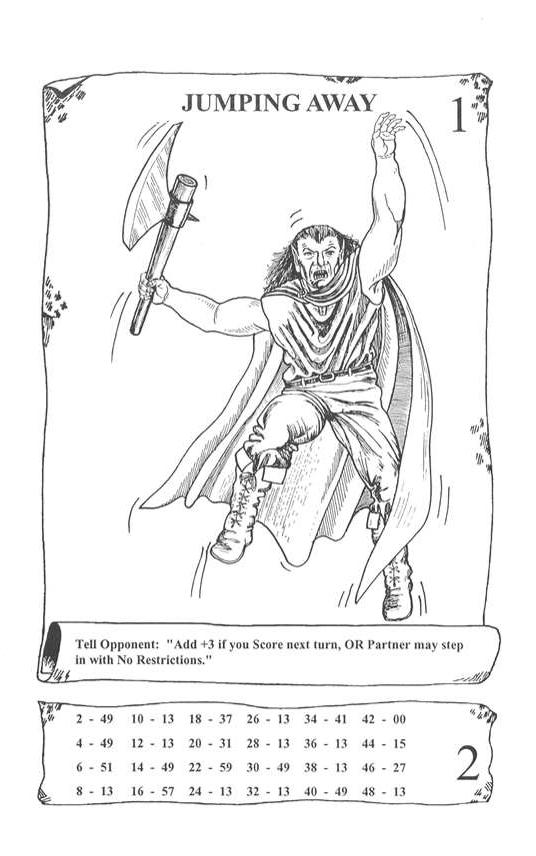 JUMPING AWAY
1
Tell Opponent: "Add +3 if you Score next turn, OR Partner may step
in with No Restrictions."
2 - 49 10 - 13 18 - 37 26 - 13 34 - 41 42 - 00
4 - 49 12 - 13 20 - 31 28 - 13 36 - 13 44 - 15
6 - 51 14 - 49 22 - 59 30 - 49 38 - 13 46 - 27
8 - 13 16 - 57 24 - 13 32 - 13 40 - 49 48 - 13
2